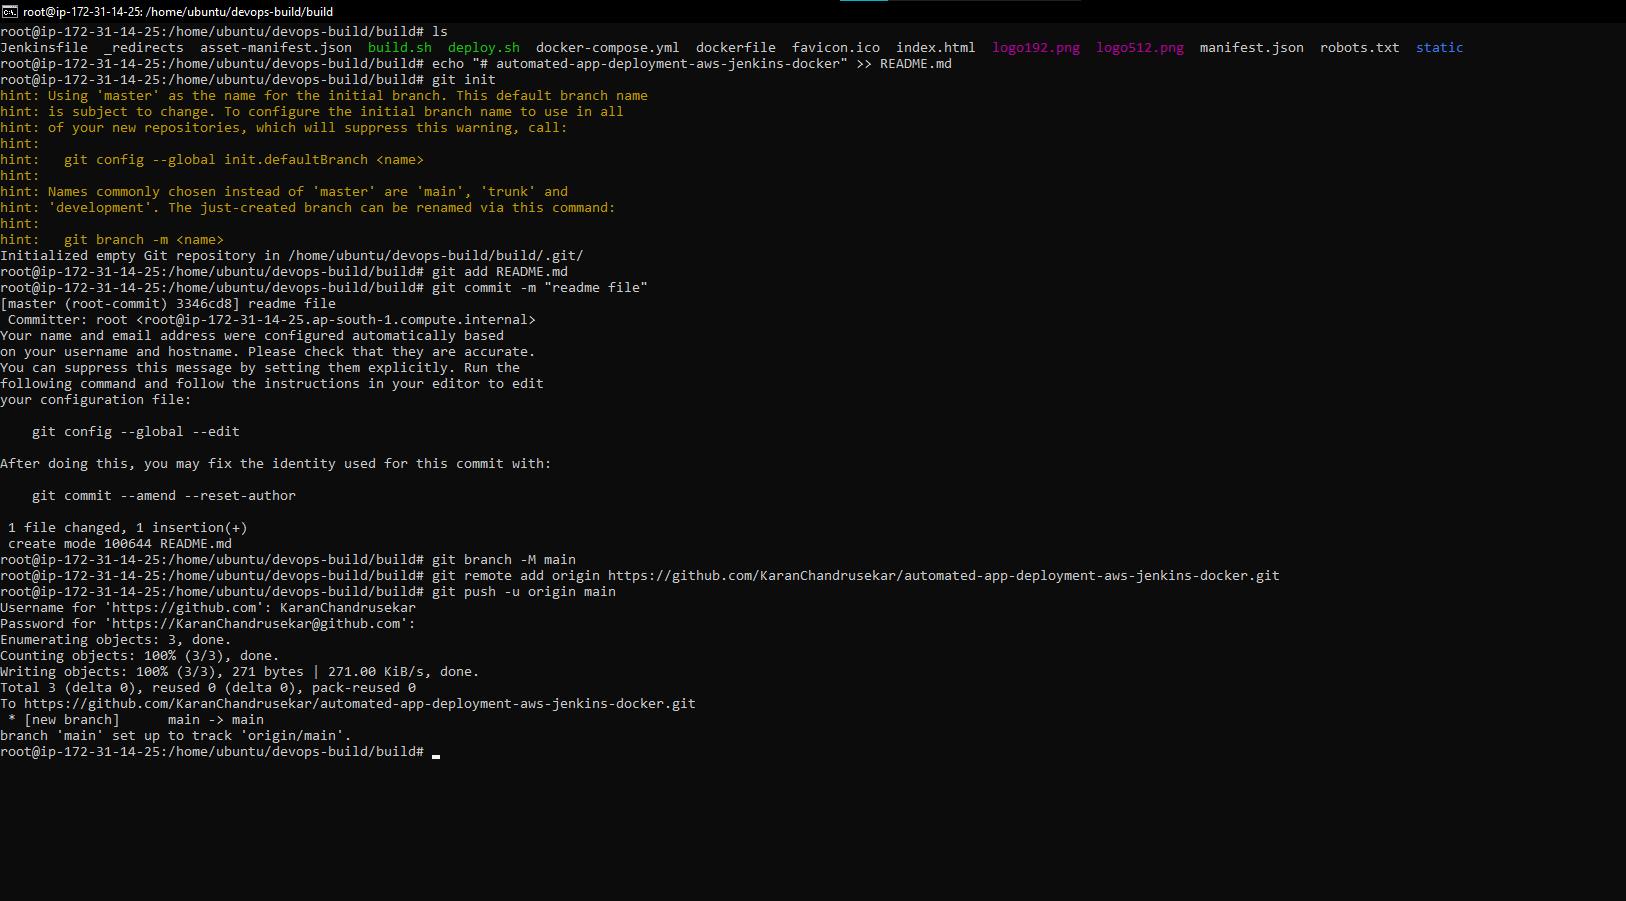 root@ip-172-31-14-25: /home/ubuntu/devops-build/build
root@ip-172-31-14-25:/home/ubuntu/devops-build/build# ls
Jenkinsfile  _redirects  asset-manifest.json  build.sh  deploy.sh  docker-compose.yml  dockerfile  favicon.ico  index.html  logo192.png  logo512.png  manifest.json  robots.txt  static
root@ip-172-31-14-25:/home/ubuntu/devops-build/build# echo "# automated-app-deployment-aws-jenkins-docker" >> README.md
root@ip-172-31-14-25:/home/ubuntu/devops-build/build# git init
hint: Using 'master' as the name for the initial branch. This default branch name
hint: is subject to change. To configure the initial branch name to use in all
hint: of your new repositories, which will suppress this warning, call:
hint:
hint:   git config --global init.defaultBranch <name>
hint:
hint: Names commonly chosen instead of 'master' are 'main', 'trunk' and
hint: 'development'. The just-created branch can be renamed via this command:
hint:
hint:   git branch -m <name>
Initialized empty Git repository in /home/ubuntu/devops-build/build/.git/
root@ip-172-31-14-25:/home/ubuntu/devops-build/build# git add README.md
root@ip-172-31-14-25:/home/ubuntu/devops-build/build# git commit -m "readme file"
[master (root-commit) 3346cd8] readme file
 Committer: root <root@ip-172-31-14-25.ap-south-1.compute.internal>
Your name and email address were configured automatically based
on your username and hostname. Please check that they are accurate.
You can suppress this message by setting them explicitly. Run the
following command and follow the instructions in your editor to edit
your configuration file:
    git config --global --edit
After doing this, you may fix the identity used for this commit with:
    git commit --amend --reset-author
 1 file changed, 1 insertion(+)
 create mode 100644 README.md
root@ip-172-31-14-25:/home/ubuntu/devops-build/build# git branch -M main
root@ip-172-31-14-25:/home/ubuntu/devops-build/build# git remote add origin https://github.com/KaranChandrusekar/automated-app-deployment-aws-jenkins-docker.git
root@ip-172-31-14-25:/home/ubuntu/devops-build/build# git push -u origin main
Username for 'https://github.com': KaranChandrusekar
Password for 'https://KaranChandrusekar@github.com':
Enumerating objects: 3, done.
Counting objects: 100% (3/3), done.
Writing objects: 100% (3/3), 271 bytes | 271.00 KiB/s, done.
Total 3 (delta 0), reused 0 (delta 0), pack-reused 0
To https://github.com/KaranChandrusekar/automated-app-deployment-aws-jenkins-docker.git
 * [new branch]      main -> main
branch 'main' set up to track 'origin/main'.
root@ip-172-31-14-25:/home/ubuntu/devops-build/build#